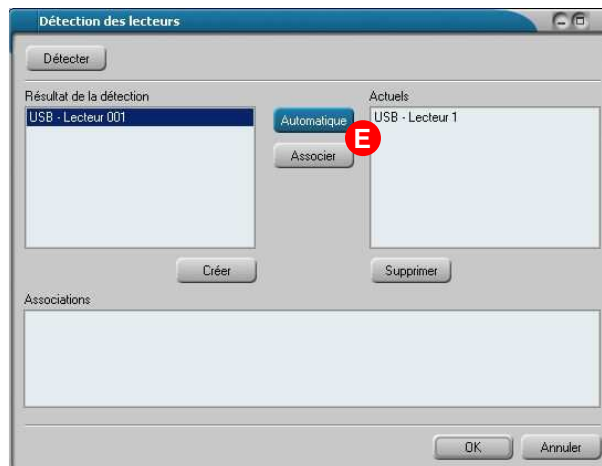 Détection des lecteurs
Détecter
Résultat de la détection
USB - Lecteur 001
Automatique
E
Associer
Actuels
USB - Lecteur 1
Créer
Supprimer
Associations
OK
Annuler